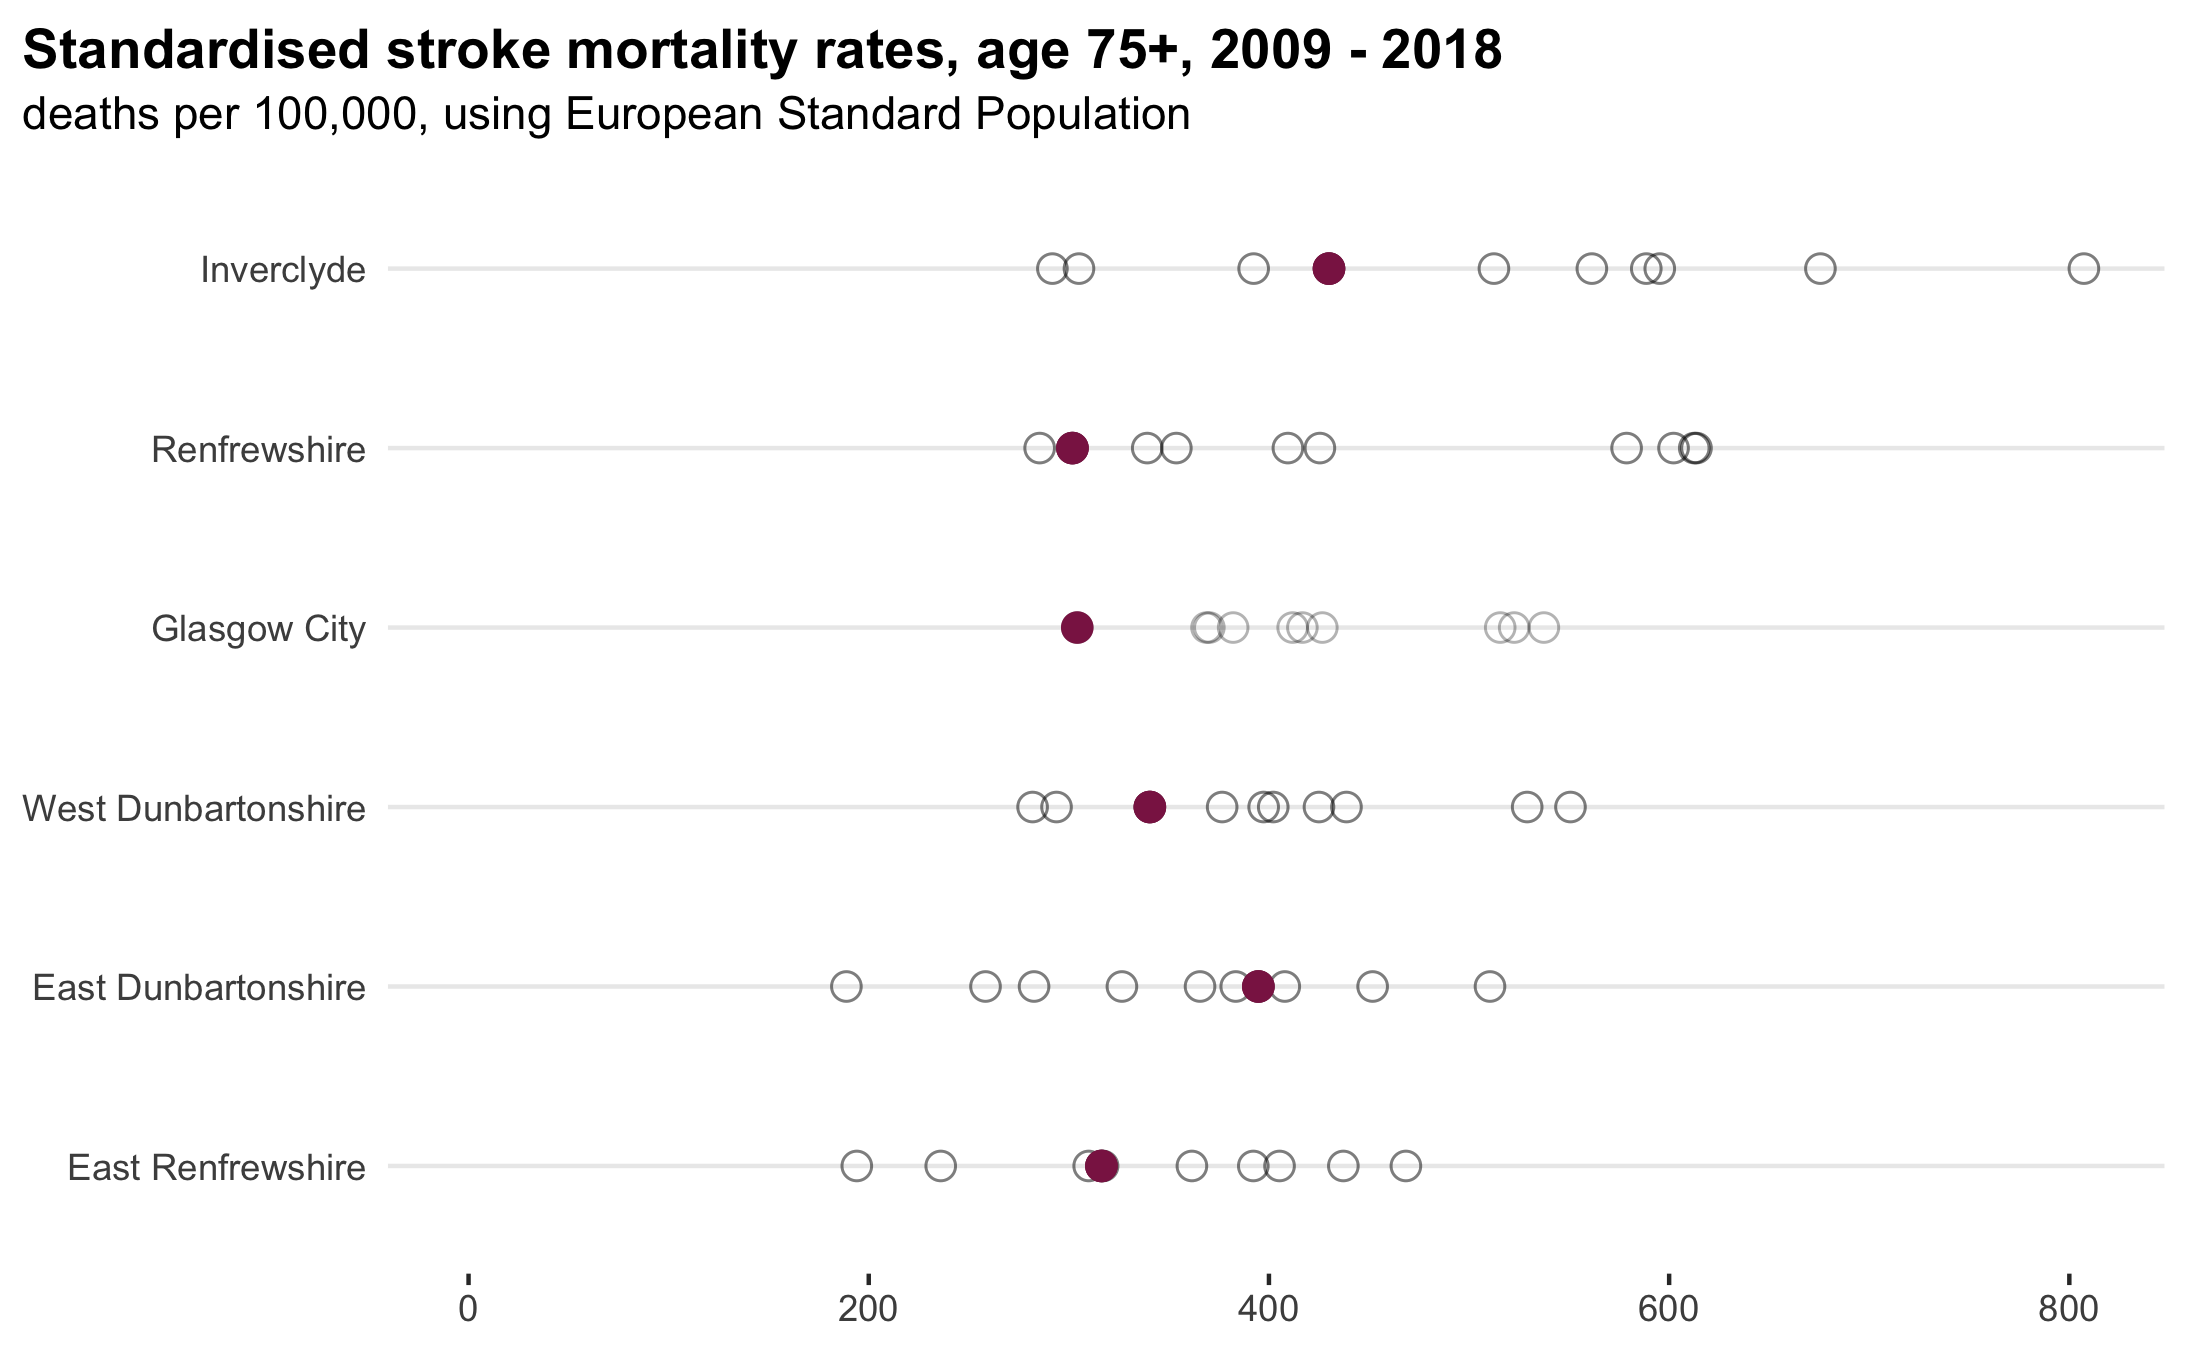 Standardised stroke mortality rates, age 75+, 2009 - 2018
deaths per 100,000, using European Standard Population
Inverclyde
Renfrewshire
Glasgow City
West Dunbartonshire
East Dunbartonshire
East Renfrewshire
0 200 400 600 800